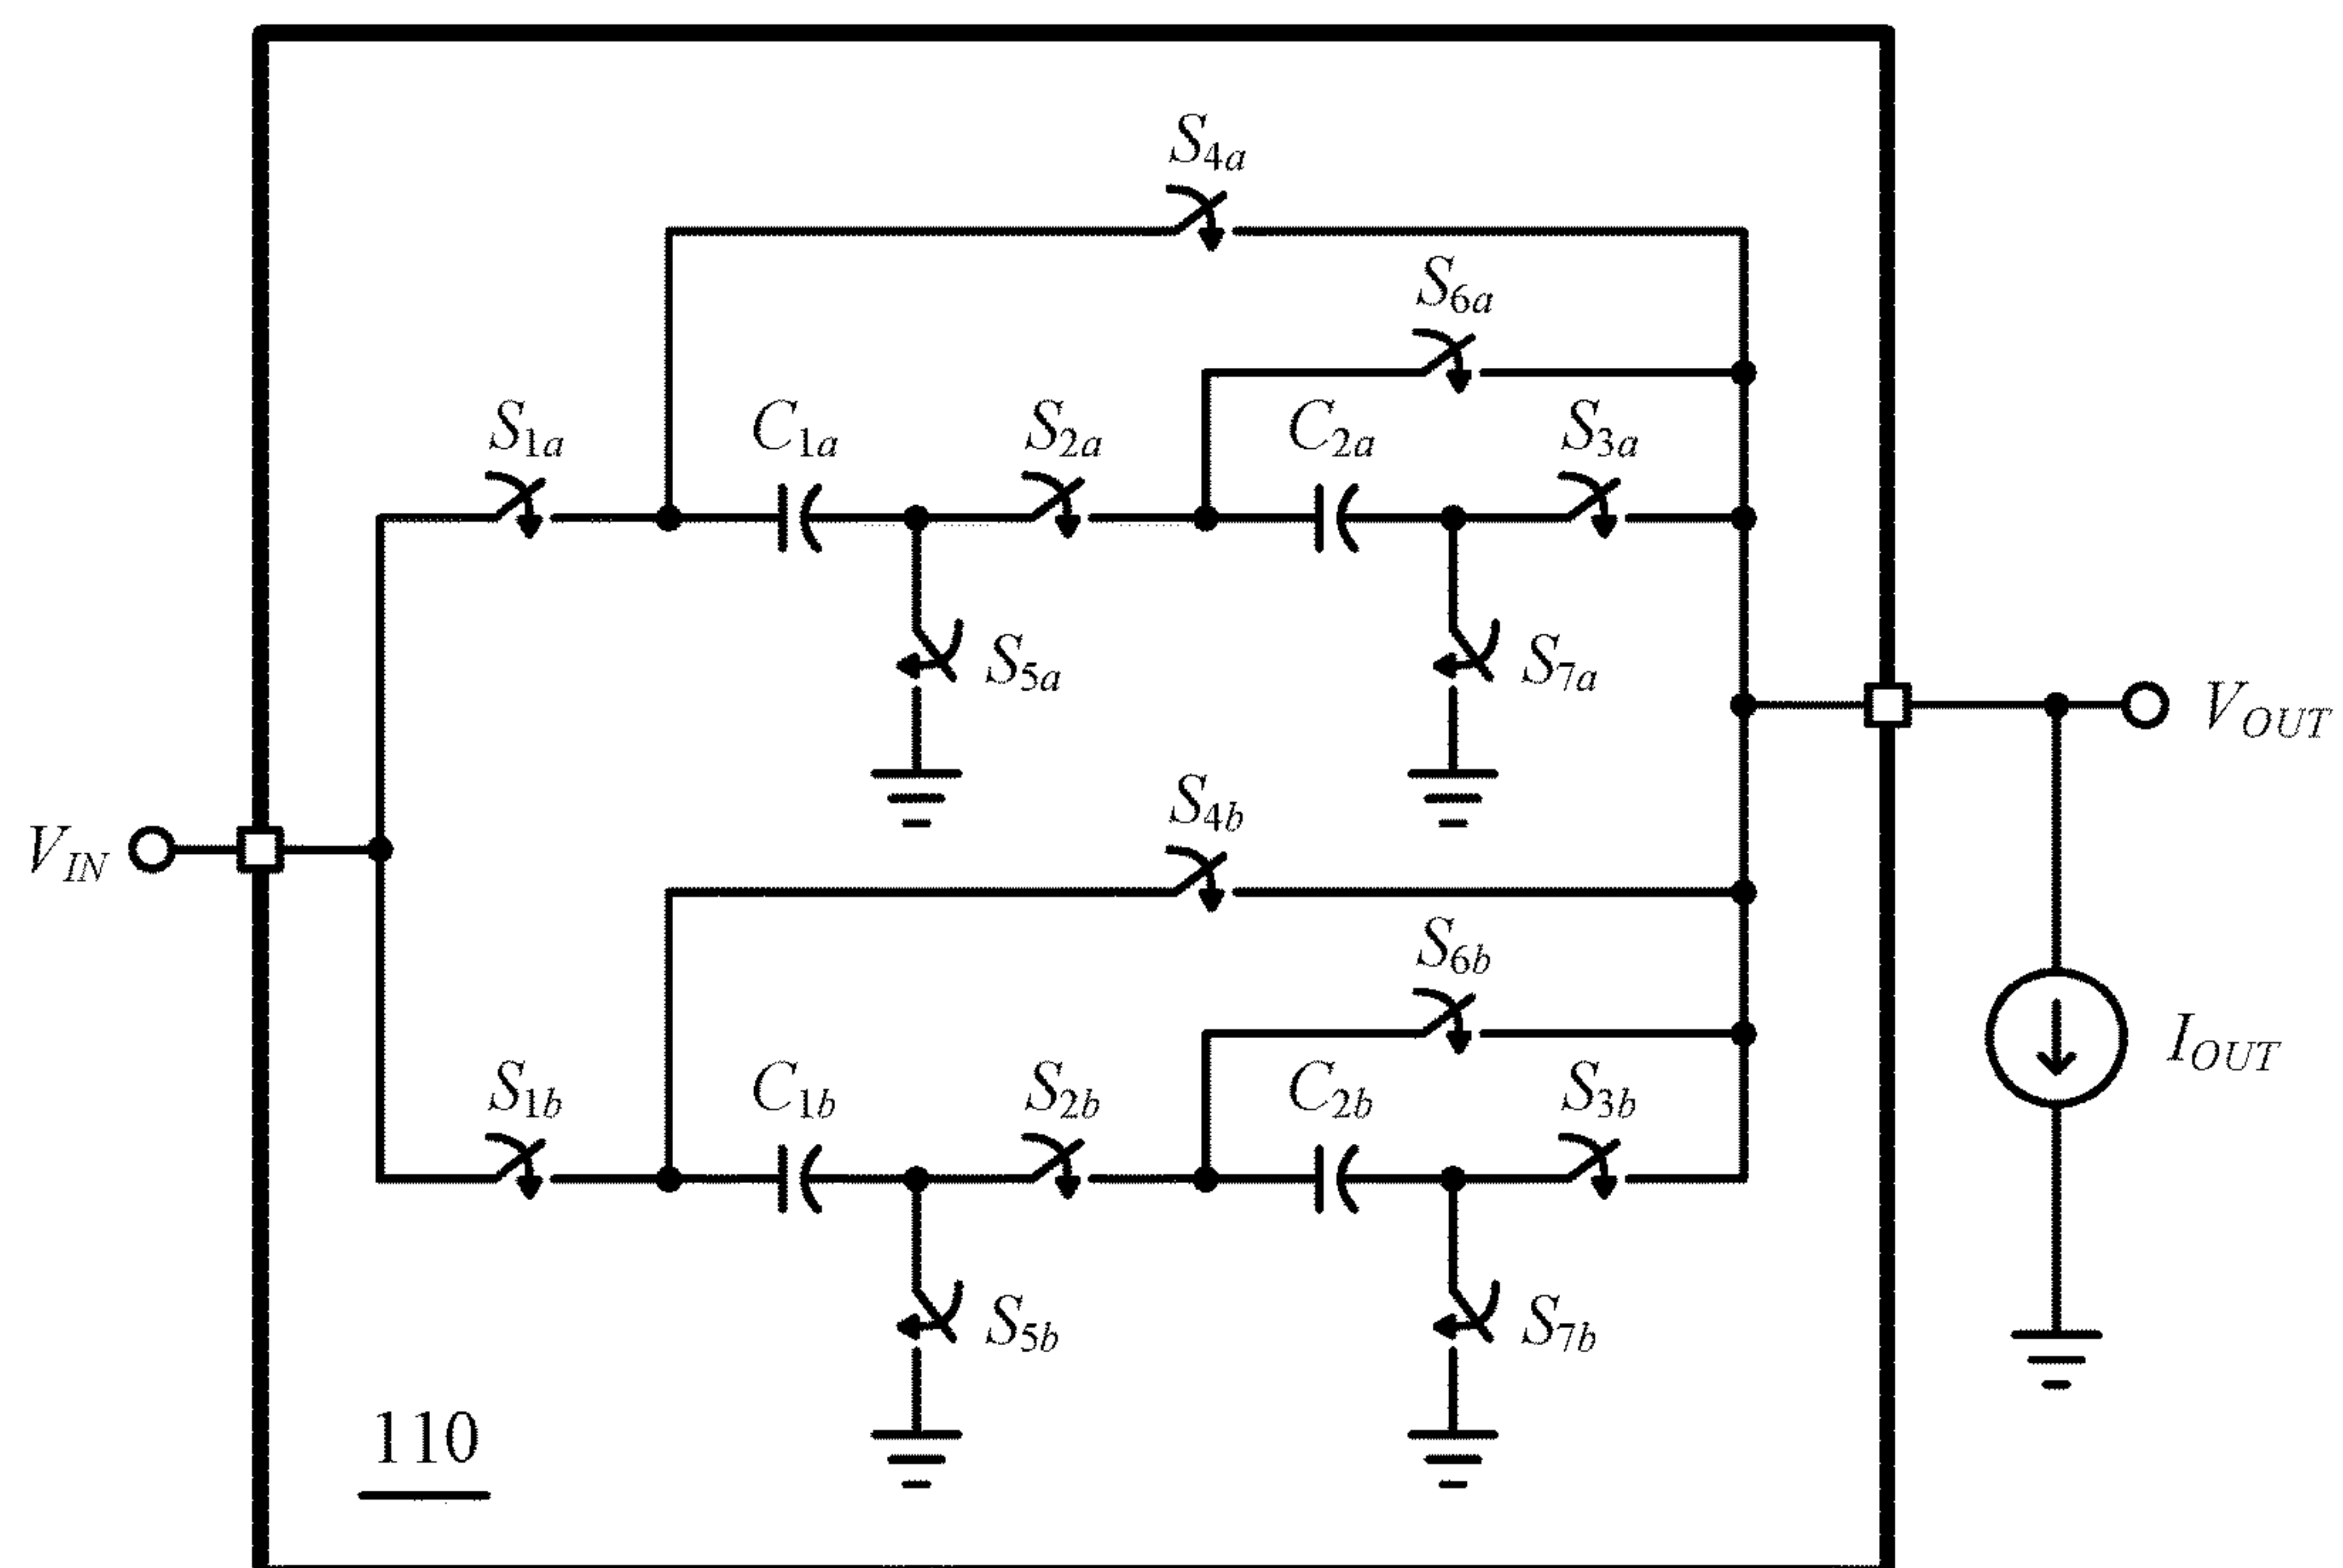 S4a
S6a
S1a
C1a
S2a
C2a
S3a
S5a
S7a
VOUT
S4b
VIN
S6b
IOUT
S1b
C1b
S2b
C2b
S3b
S5b
S7b
110